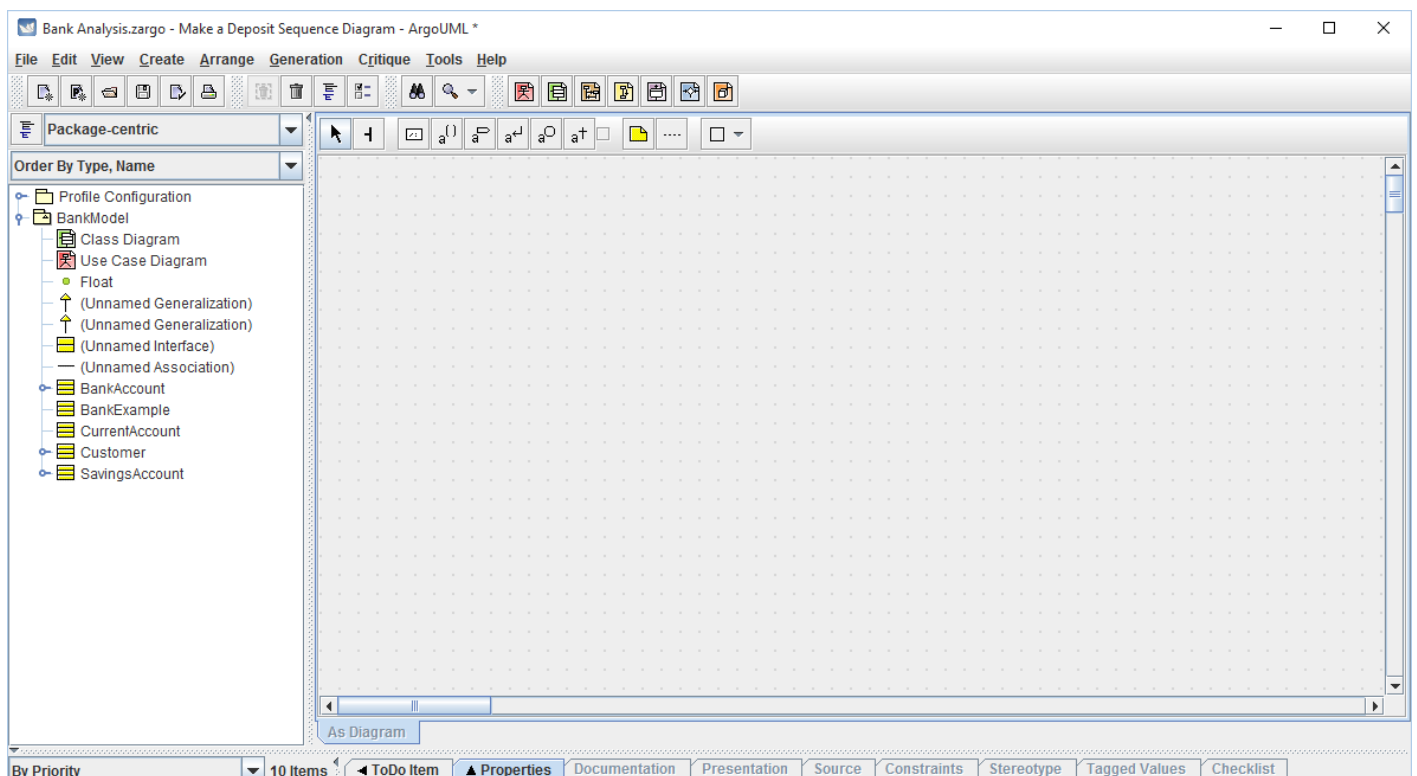 Bank Analysis.zargo - Make a Deposit Sequence Diagram - ArgoUML *
File Edit View Create Arrange Generation Critique Tools Help
Package-centric
a() a a a a†
Order By Type, Name
Profile Configuration
BankModel
Class Diagram
Use Case Diagram
Float
(Unnamed Generalization)
(Unnamed Generalization)
(Unnamed Interface)
(Unnamed Association)
BankAccount
BankExample
CurrentAccount
Customer
SavingsAccount
As Diagram
By Priority 10 Items ToDo Item Properties Documentation Presentation Source Constraints Stereotype Tagged Values Checklist